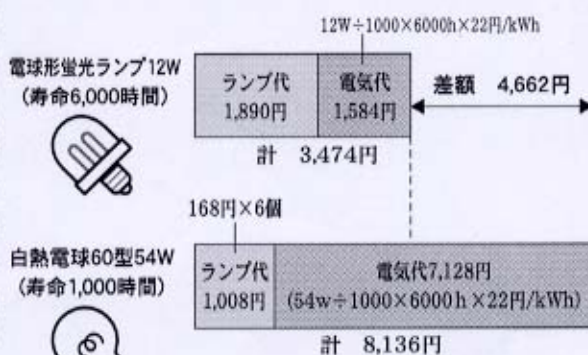 12W÷1000×6000h×22円/kWh
電球形蛍光ランプ12W
(寿命6,000時間)
ランプ代
1,890円
電気代
1,584円
差額 4,662円
計 3,474円
168円×6個
白熱電球60型54W
(寿命1,000時間)
ランプ代
1,008円
電気代7,128円
(54w÷1000×6000h×22円/kWh)
計 8,136円